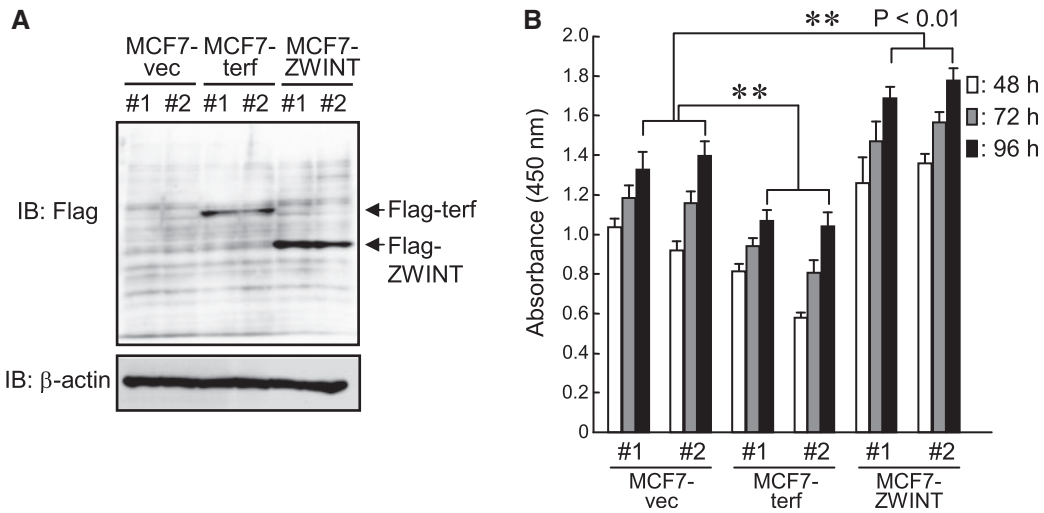 A
MCF7-
vec
MCF7-
terf
MCF7-
ZWINT
#1 #2 #1 #2 #1 #2
IB: Flag
Flag-terf
Flag-
ZWINT
IB: β-actin
B
** P < 0.01
**
: 48 h
: 72 h
: 96 h
Absorbance (450 nm)
2.0
1.8
1.6
1.4
1.2
1.0
0.8
0.6
0.4
0.2
0
#1 #2 #1 #2 #1 #2
MCF7-
vec
MCF7-
terf
MCF7-
ZWINT